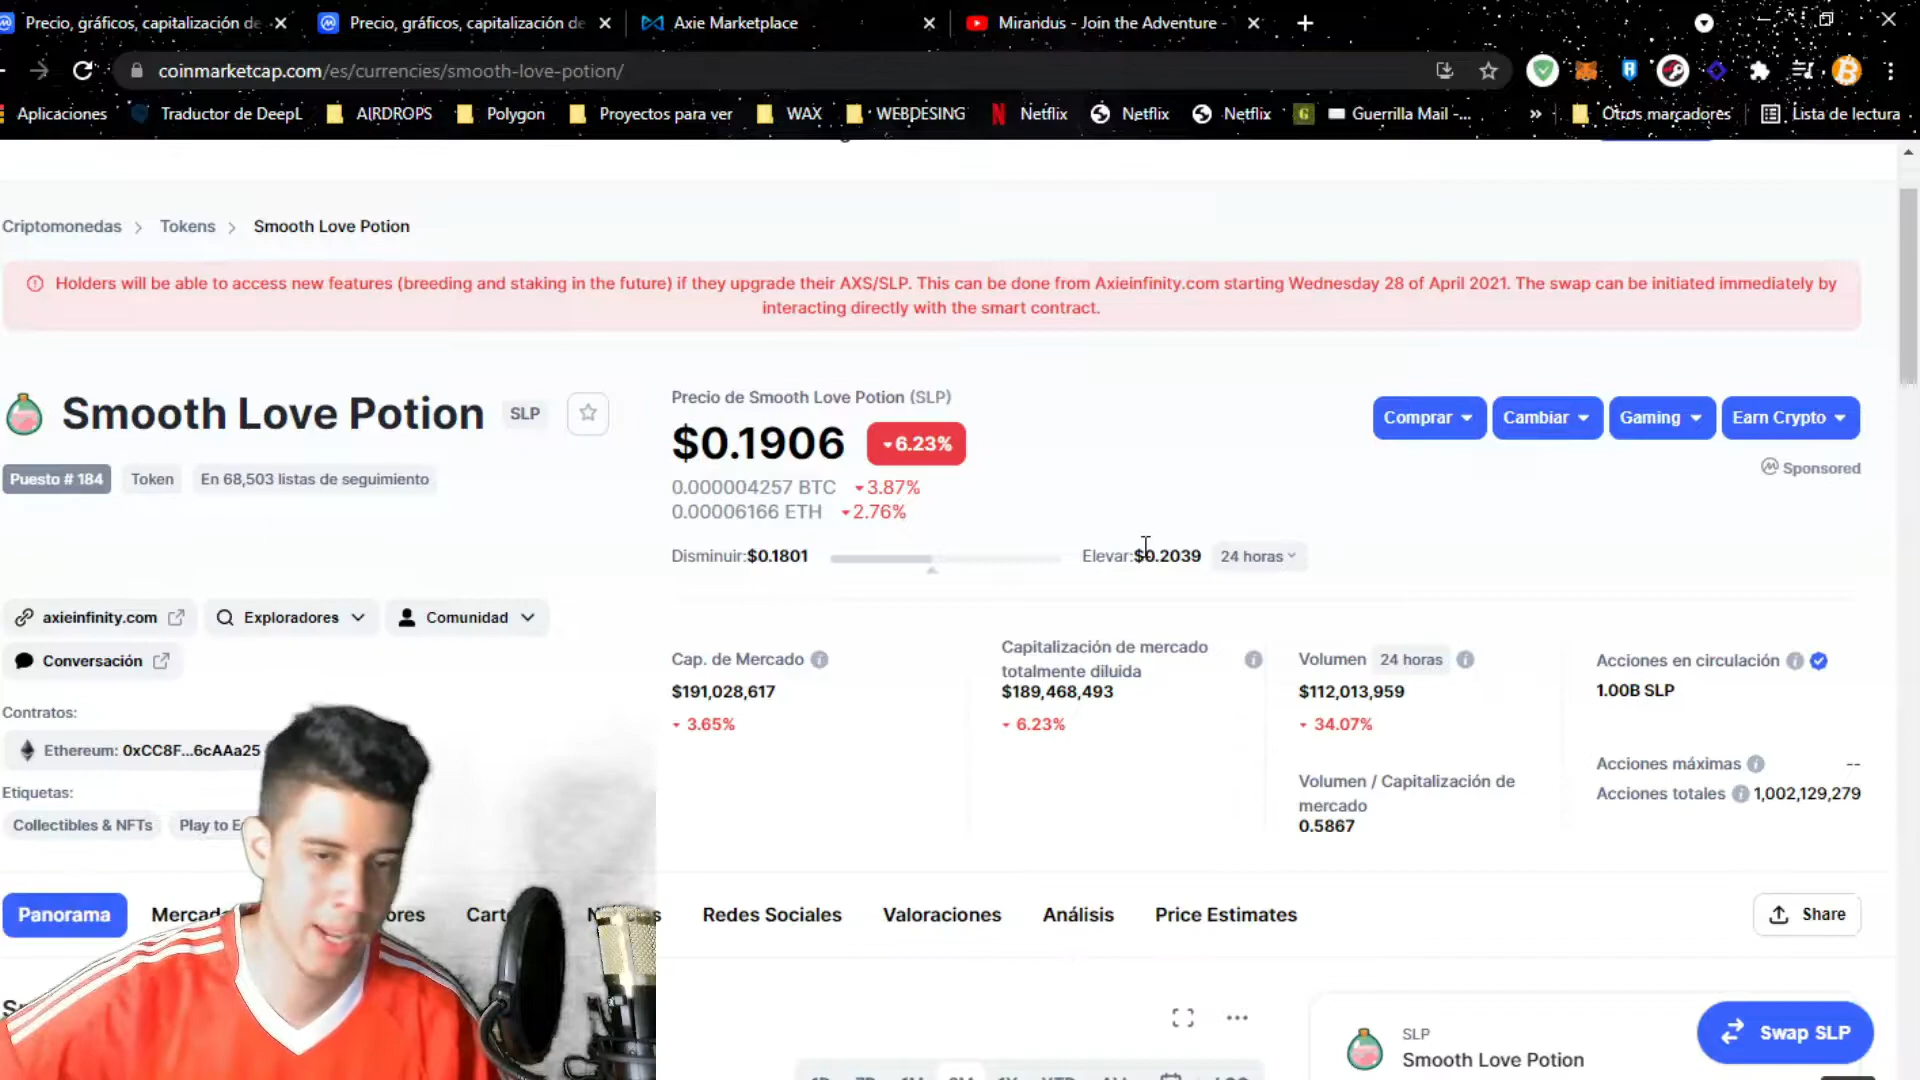 Precio, gráficos, capitalización de
Precio, gráficos, capitalización de
Axie Marketplace
Mirandus - Join the Adventure -
coinmarketcap.com/es/currencies/smooth-love-potion/
Aplicaciones
Traductor de DeepL
AIRDROPS
Polygon
Proyectos para ver
WAX
WEBDESING
Netflix
Netflix
Netflix
Guerrilla Mail -...
»
Otros marcadores
Lista de lectura
Criptomonedas > Tokens > Smooth Love Potion
Holders will be able to access new features (breeding and staking in the future) if they upgrade their AXS/SLP. This can be done from Axieinfinity.com starting Wednesday 28 of April 2021. The swap can be initiated immediately by
interacting directly with the smart contract.
Smooth Love Potion SLP
Puesto # 184
Token
En 68,503 listas de seguimiento
axieinfinity.com
Exploradores
Comunidad
Conversación
Contratos:
Ethereum: 0xCC8F...6cAAa25
Etiquetas:
Collectibles & NFTs
Play to E
Precio de Smooth Love Potion (SLP)
$0.1906 6.23%
0.000004257 BTC 3.87%
0.00006166 ETH 2.76%
Disminuir:$0.1801
Elevar:$0.2039
24 horas
Comprar
Cambiar
Gaming
Earn Crypto
Sponsored
Cap. de Mercado
$191,028,617
3.65%
Capitalización de mercado
totalmente diluida
$189,468,493
6.23%
Volumen 24 horas
$112,013,959
34.07%
Volumen / Capitalización de
mercado
0.5867
Acciones en circulación
1.00B SLP
Acciones máximas --
Acciones totales 1,002,129,279
Panorama
Redes Sociales
Valoraciones
Análisis
Price Estimates
Share
SLP
Smooth Love Potion
Swap SLP